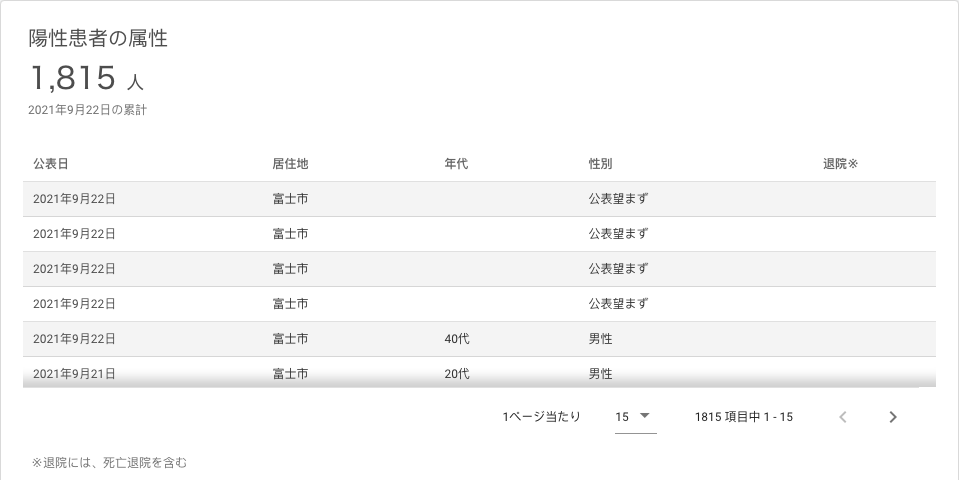 陽性患者の属性
1,815 人
2021年9月22日の累計
公表日 居住地 年代 性別 退院※
2021年9月22日 富士市 公表望まず
2021年9月22日 富士市 公表望まず
2021年9月22日 富士市 公表望まず
2021年9月22日 富士市 公表望まず
2021年9月22日 富士市 40代 男性
2021年9月21日 富士市 20代 男性
1ページ当たり 15 1815 項目中 1 - 15
※退院には、死亡退院を含む